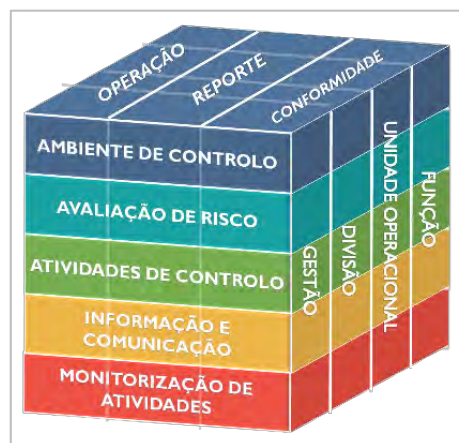 OPERAÇÃO
REPORTE
CONFORMIDADE
AMBIENTE DE CONTROLO
AVALIAÇÃO DE RISCO
ATIVIDADES DE CONTROLO
INFORMAÇÃO E
COMUNICAÇÃO
MONITORIZAÇÃO DE
ATIVIDADES
GESTÃO
DIVISÃO
UNIDADE OPERACIONAL
FUNÇÃO